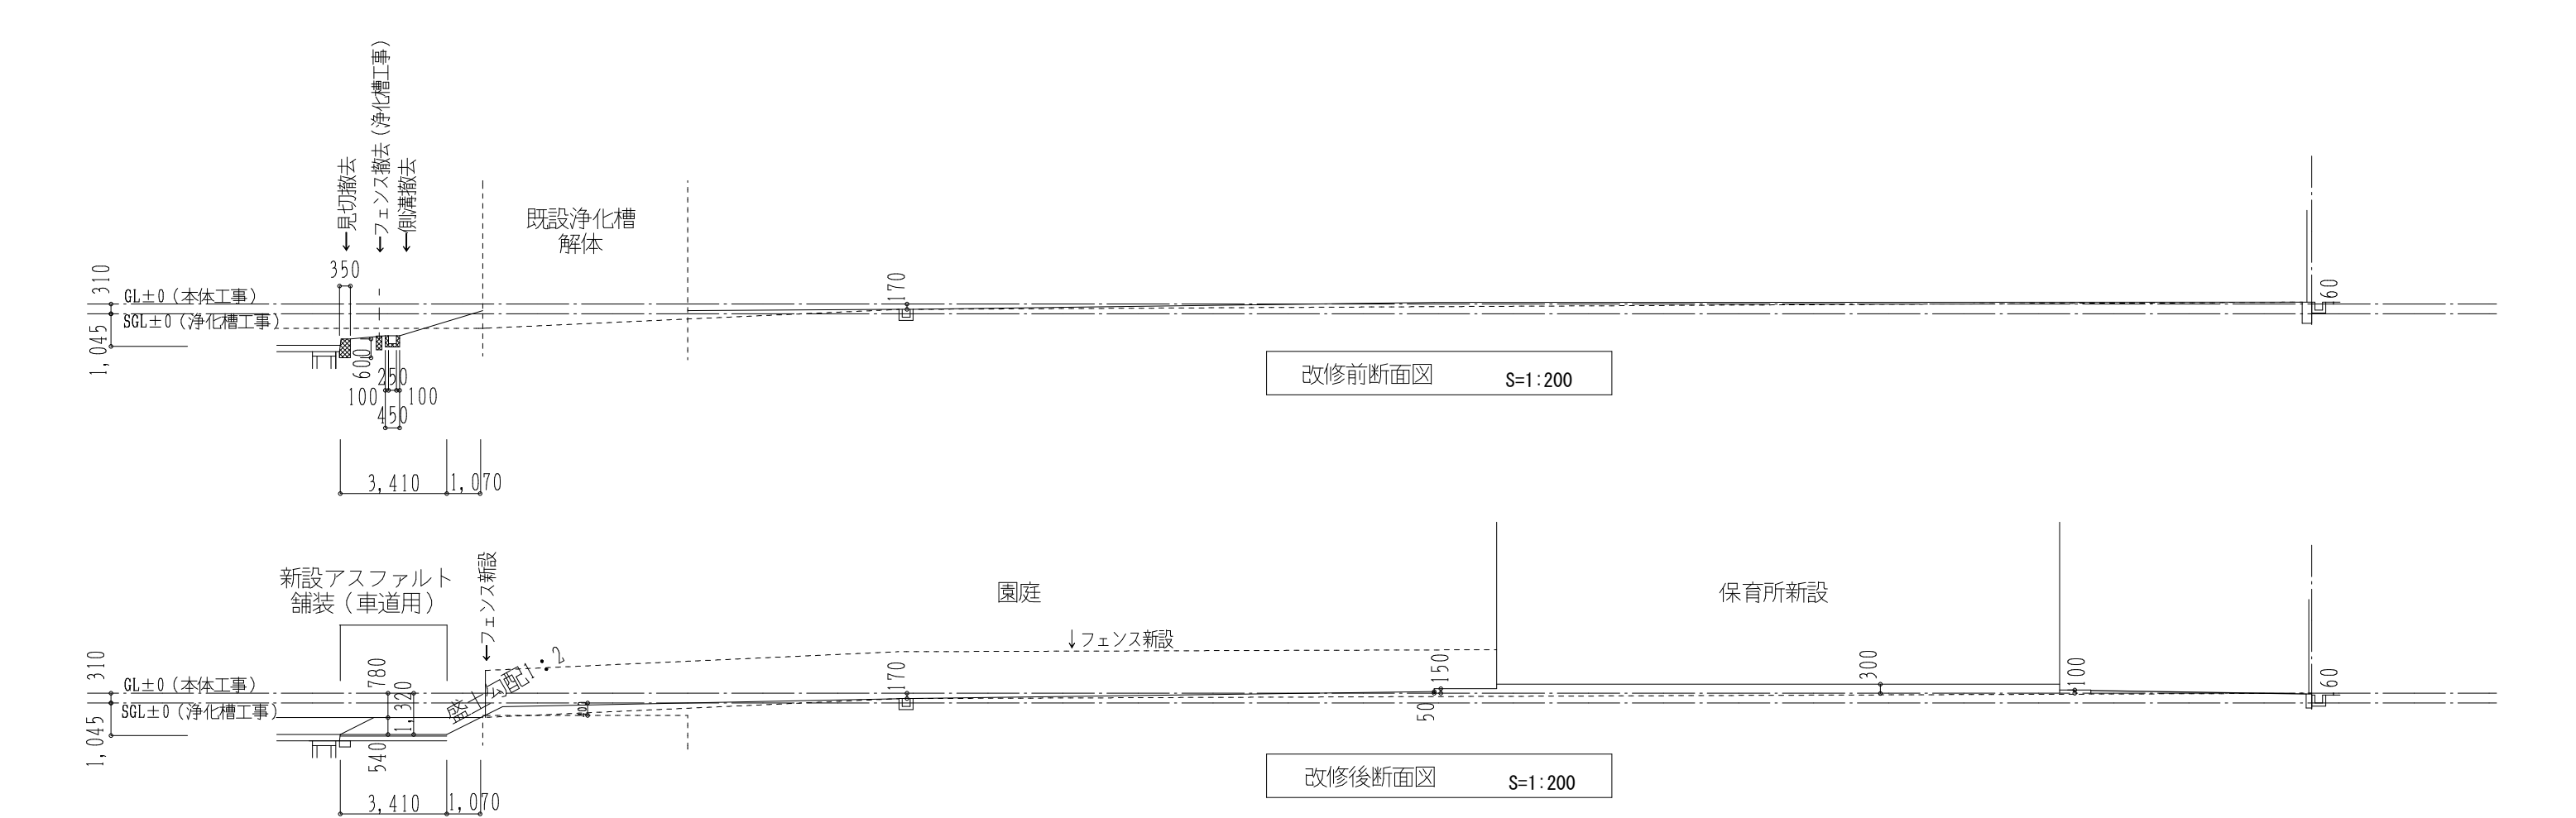 見切撤去
フェンス撤去（浄化槽工事）
側溝撤去
既設浄化槽
解体
350
310
GL±0（本体工事）
SGL±0（浄化槽工事）
1,045
170
60
600
250
100
100
450
3,410
1,070
改修前断面図 S=1:200
新設アスファルト
舗装（車道用）
フェンス新設
園庭
保育所新設
フェンス新設
盛土勾配1：2
310
GL±0（本体工事）
SGL±0（浄化槽工事）
1,045
780
1,320
540
170
150
50
300
100
60
3,410
1,070
改修後断面図 S=1:200